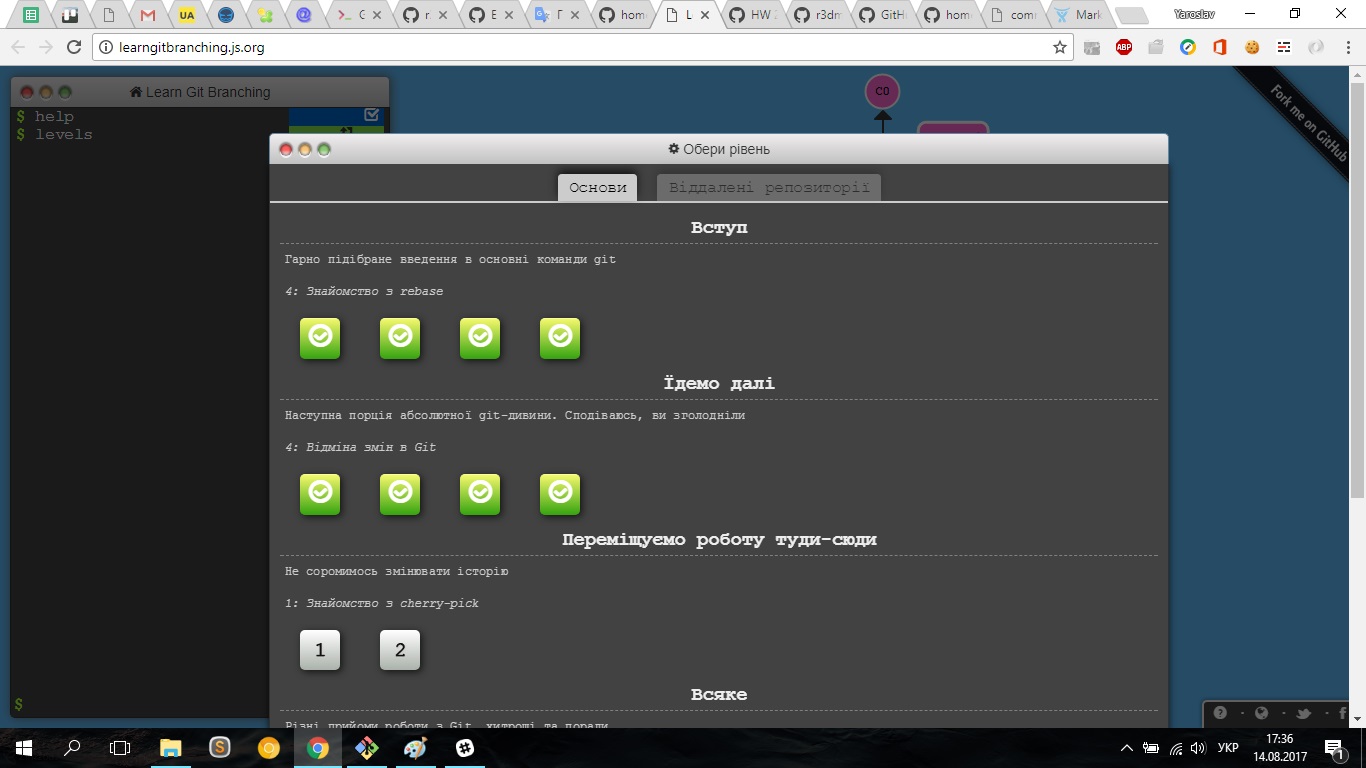 UA
C
r
E
Г
hom
L
HW 2
r3dm
GitH
hom
com
Mark
Yaroslav
learngitbranching.js.org
ABP
Learn Git Branching
C0
Fork me on GitHub
$ help
$ levels
Обери рівень
Основи
Віддалені репозиторії
Вступ
Гарно підібране введення в основні команди git
4: Знайомство з rebase
Їдемо далі
Наступна порція абсолютної git-дивини. Сподіваюсь, ви зголодніли
4: Відміна змін в Git
Переміщуємо роботу туди-сюди
Не соромимось змінювати історію
1: Знайомство з cherry-pick
1 2
Всяке
$
Різні прийоми роботи з Git, хитрощі та поради
УКР
17:36
14.08.2017
1